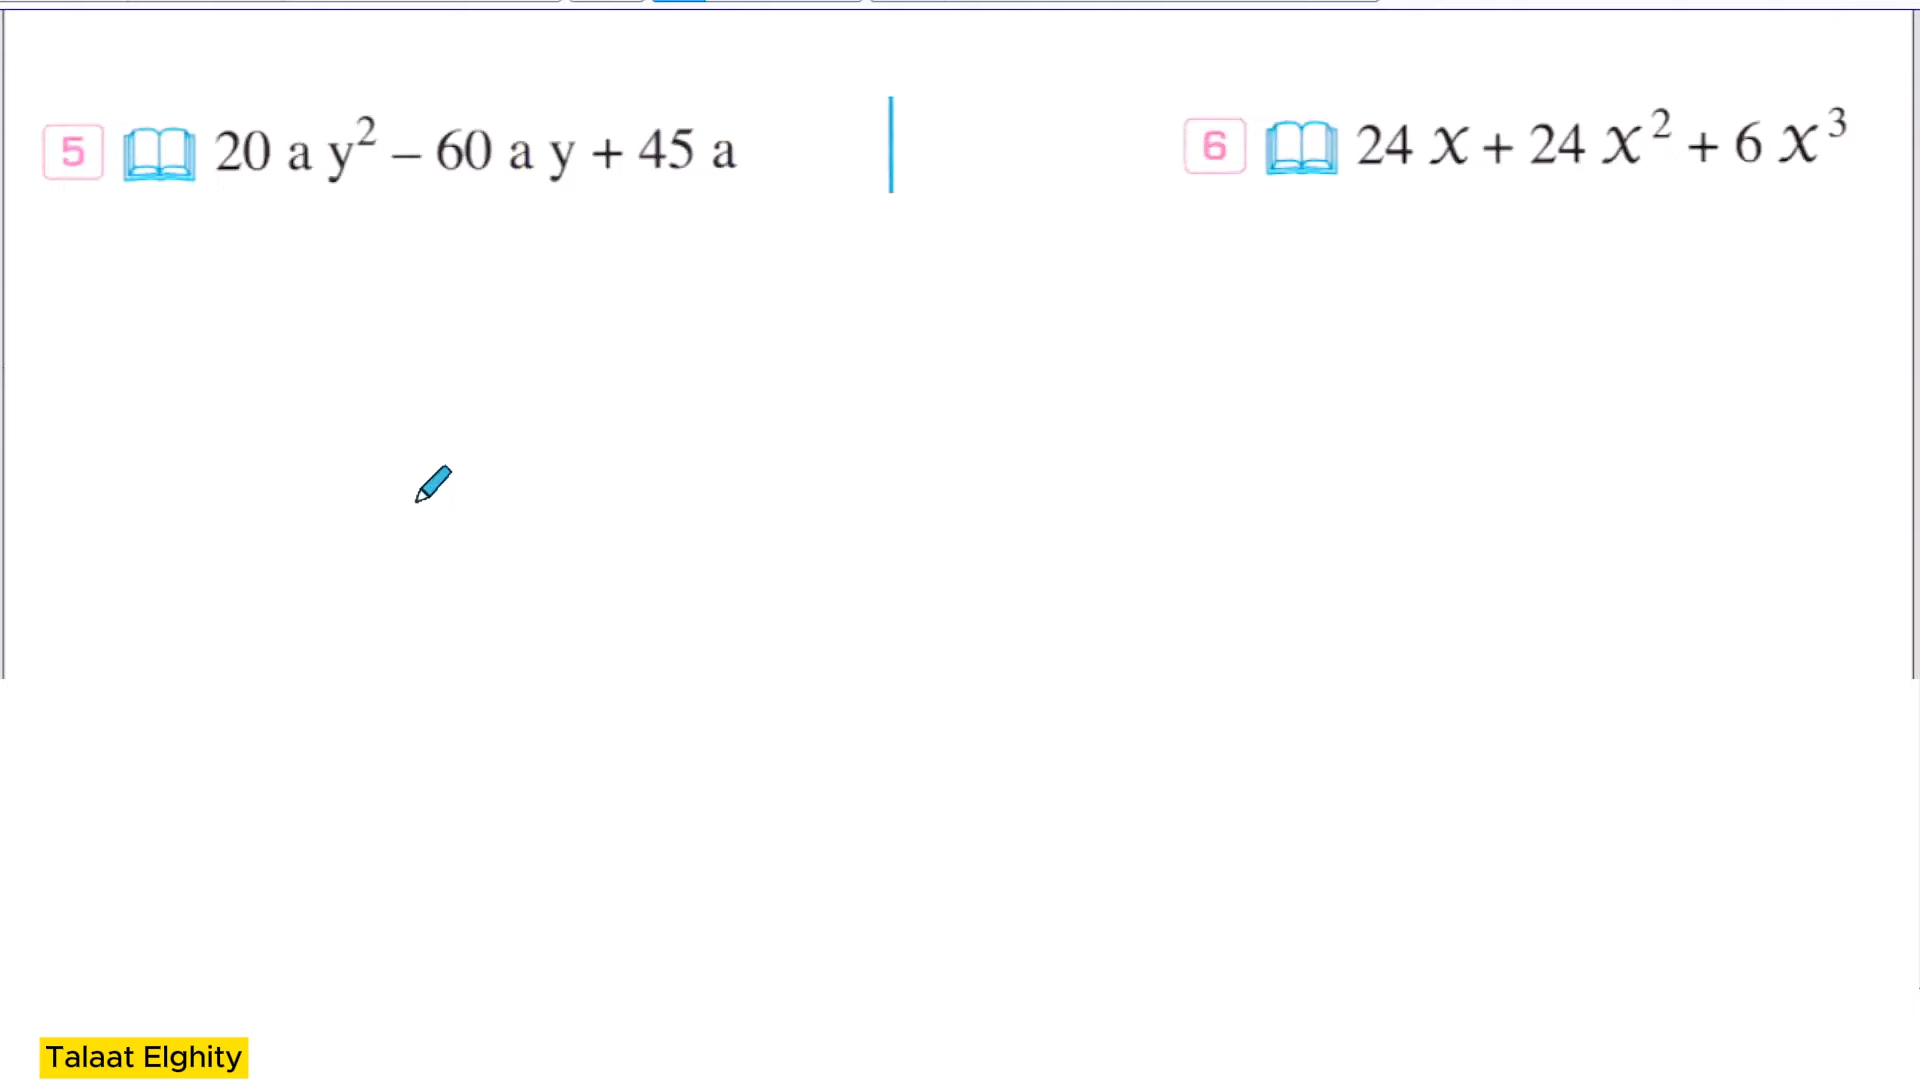 5 20 a y² – 60 a y + 45 a
6 24 x + 24 x² + 6 x³
Talaat Elghity